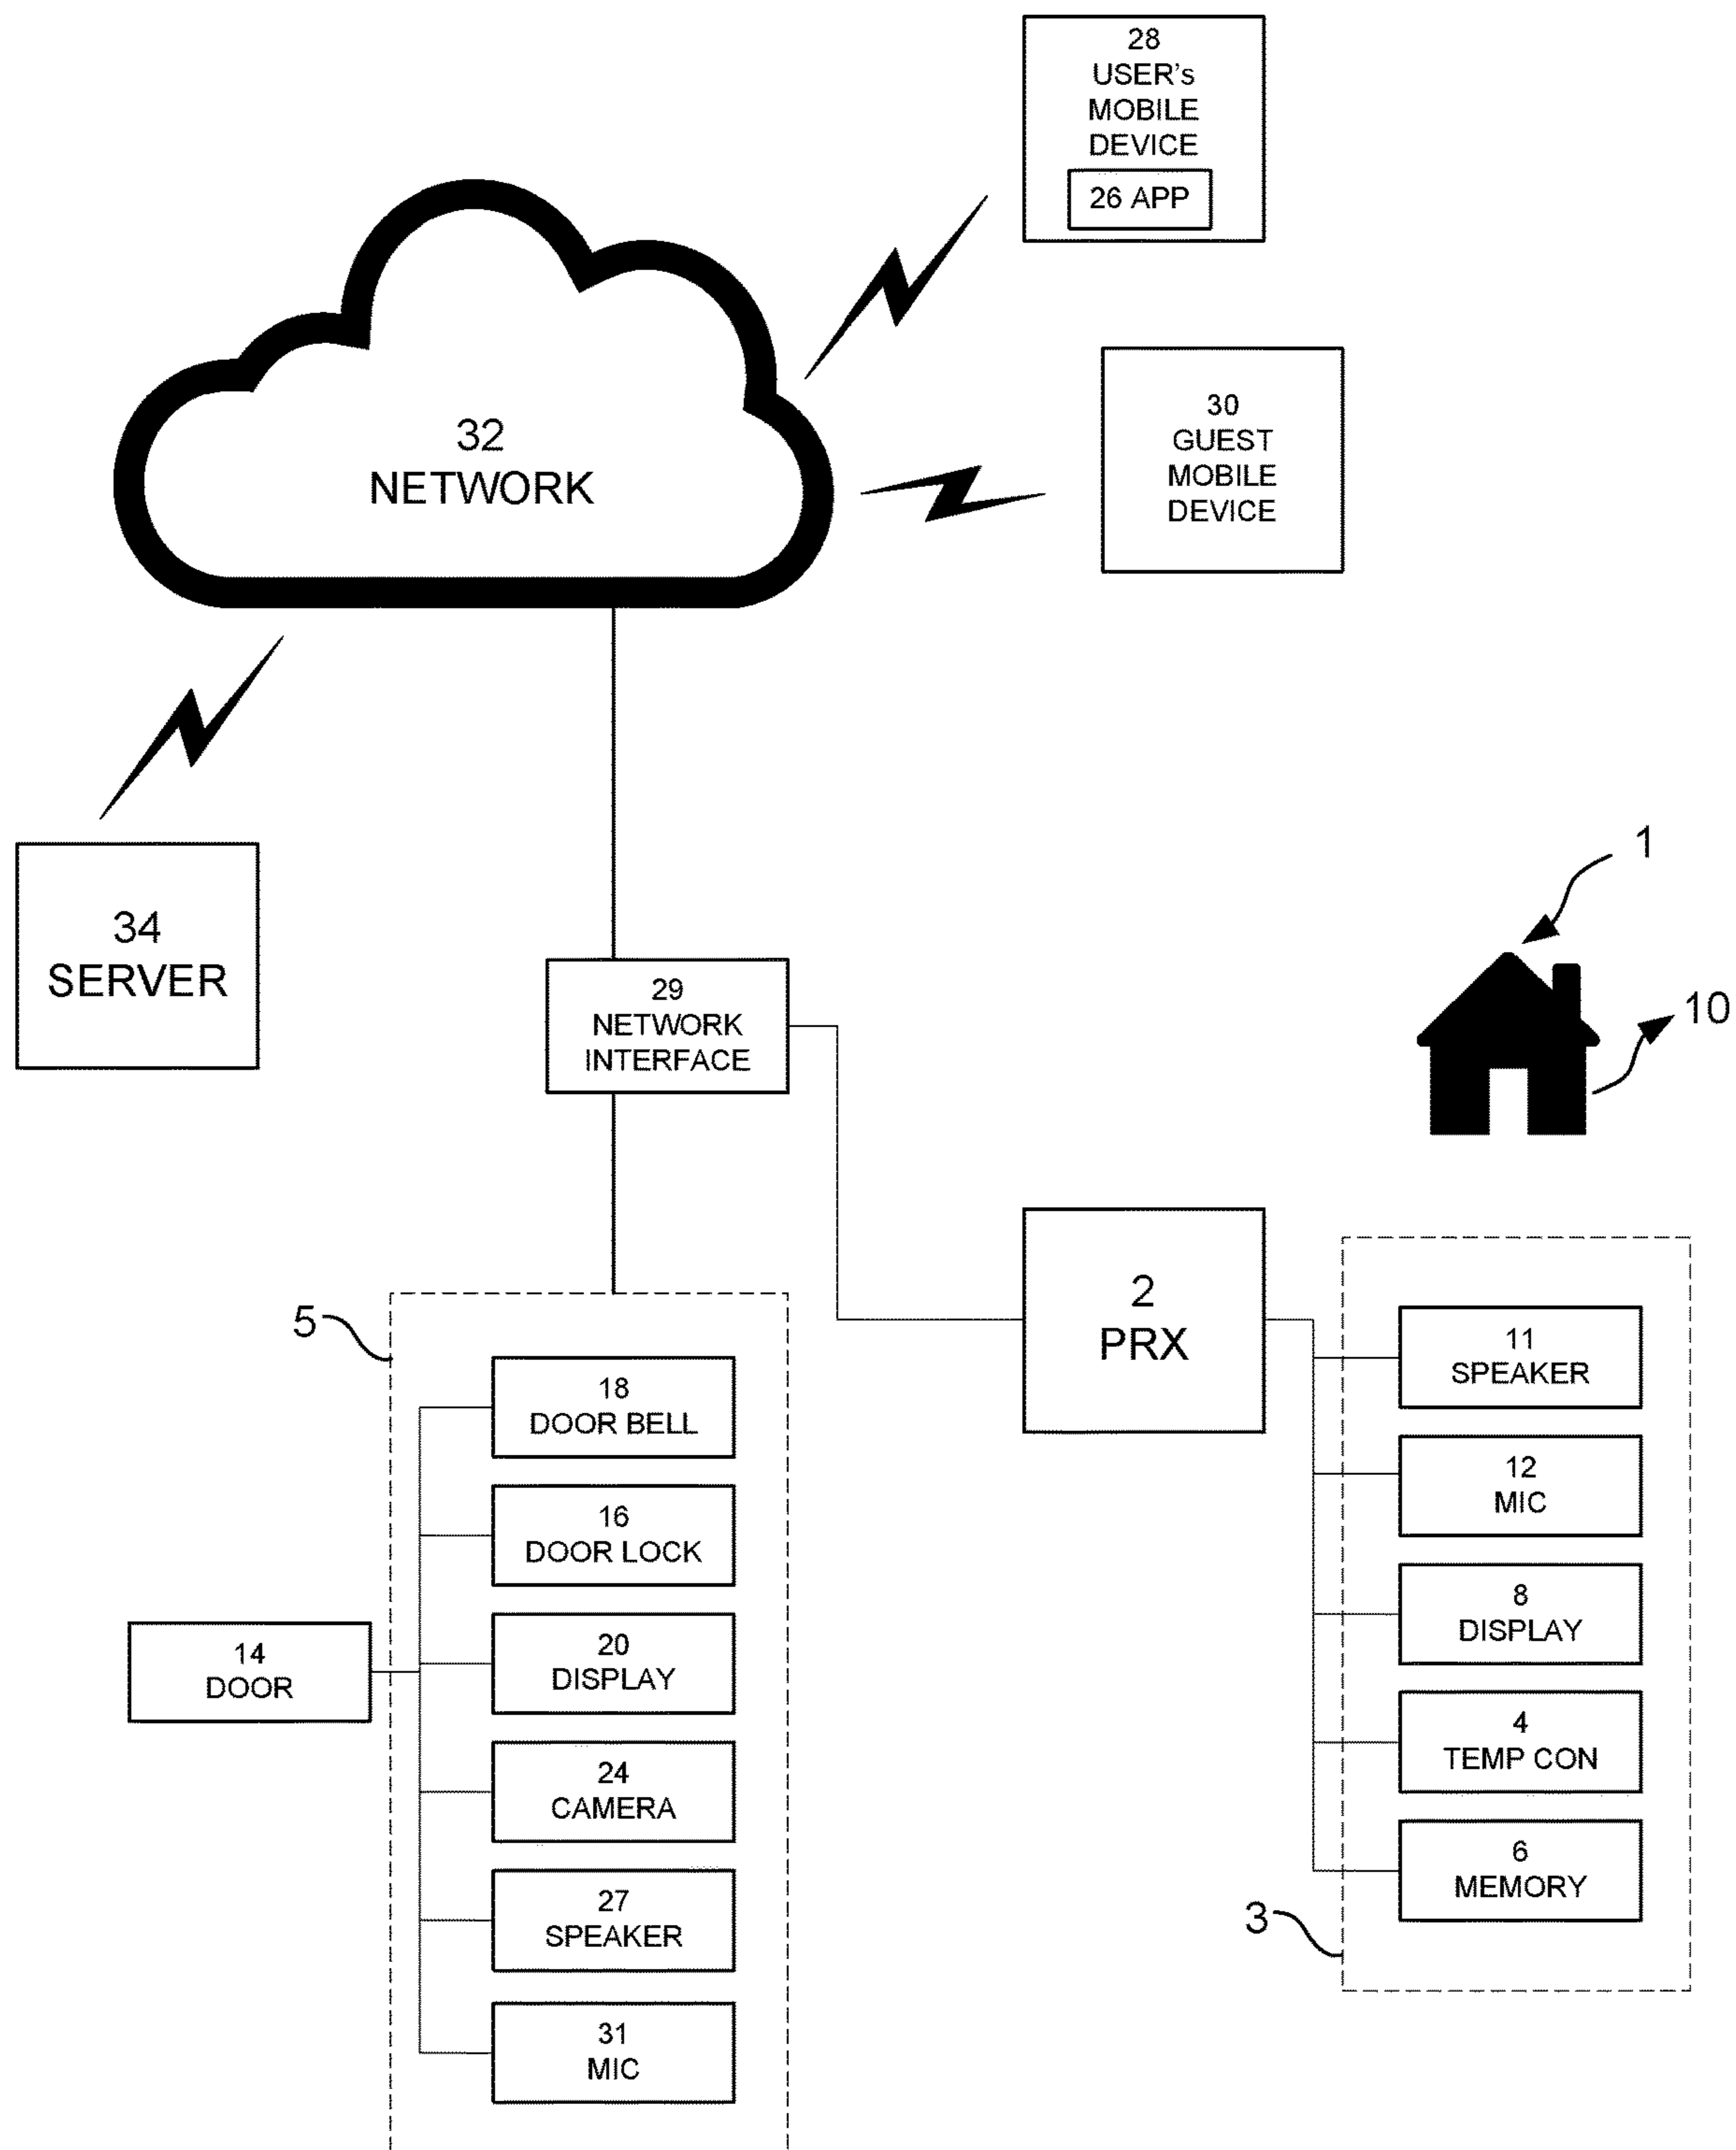 28
USER's
MOBILE
DEVICE
26 APP
30
GUEST
MOBILE
DEVICE
32
NETWORK
34
SERVER
1
10
29
NETWORK
INTERFACE
2
PRX
5
18
DOOR BELL
16
DOOR LOCK
20
DISPLAY
24
CAMERA
27
SPEAKER
31
MIC
14
DOOR
11
SPEAKER
12
MIC
8
DISPLAY
4
TEMP CON
6
MEMORY
3